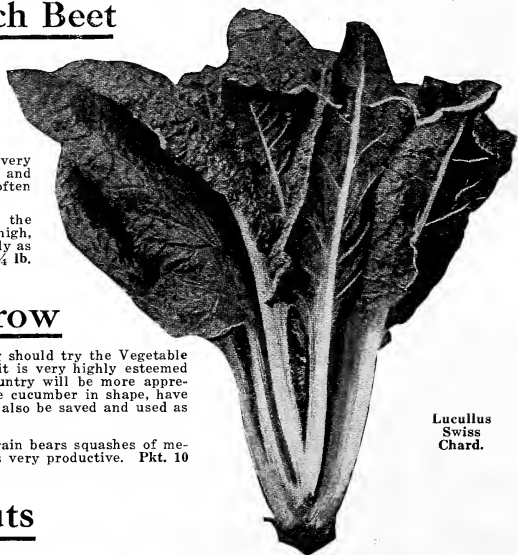 ch Beet
very
and
often
the
high,
ly as
¼ lb.
row
g should try the Vegetable
it is very highly esteemed
untry will be more appre-
e cucumber in shape, have
also be saved and used as
rain bears squashes of me-
s very productive. Pkt. 10
uts
Lucullus
Swiss
Chard.